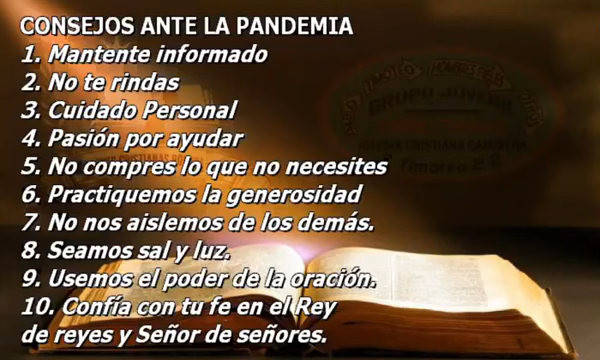 CONSEJOS ANTE LA PANDEMIA
1. Mantente informado
2. No te rindas
3. Cuidado Personal
4. Pasión por ayudar
5. No compres lo que no necesites
6. Practiquemos la generosidad
7. No nos aislemos de los demás.
8. Seamos sal y luz.
9. Usemos el poder de la oración.
10. Confía con tu fe en el Rey
de reyes y Señor de señores.
GRUPO JUVENIL